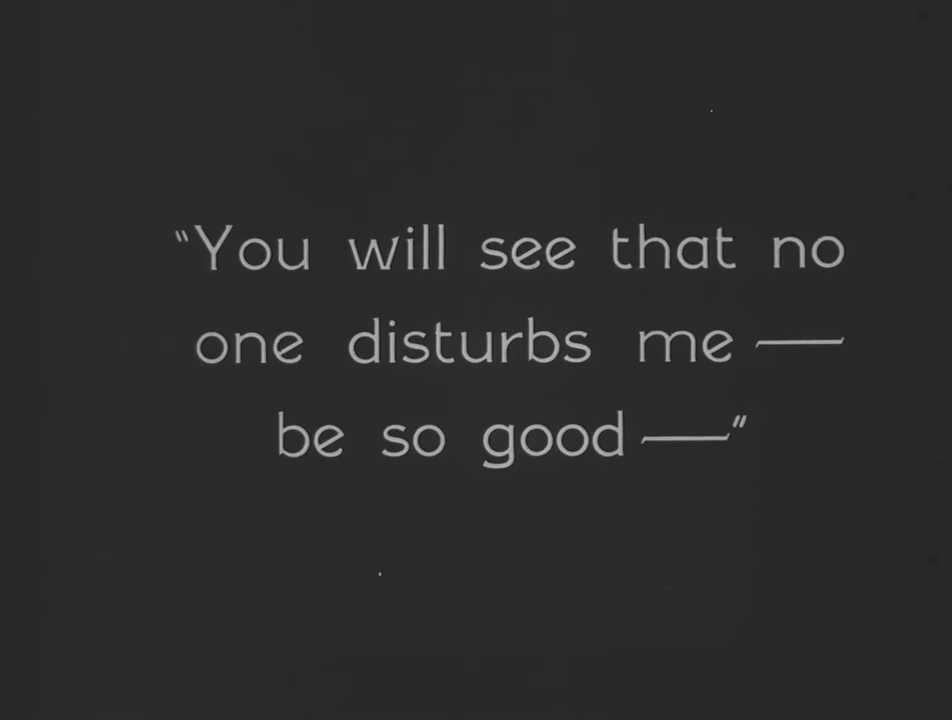 "You will see that no
one disturbs me —
be so good —"